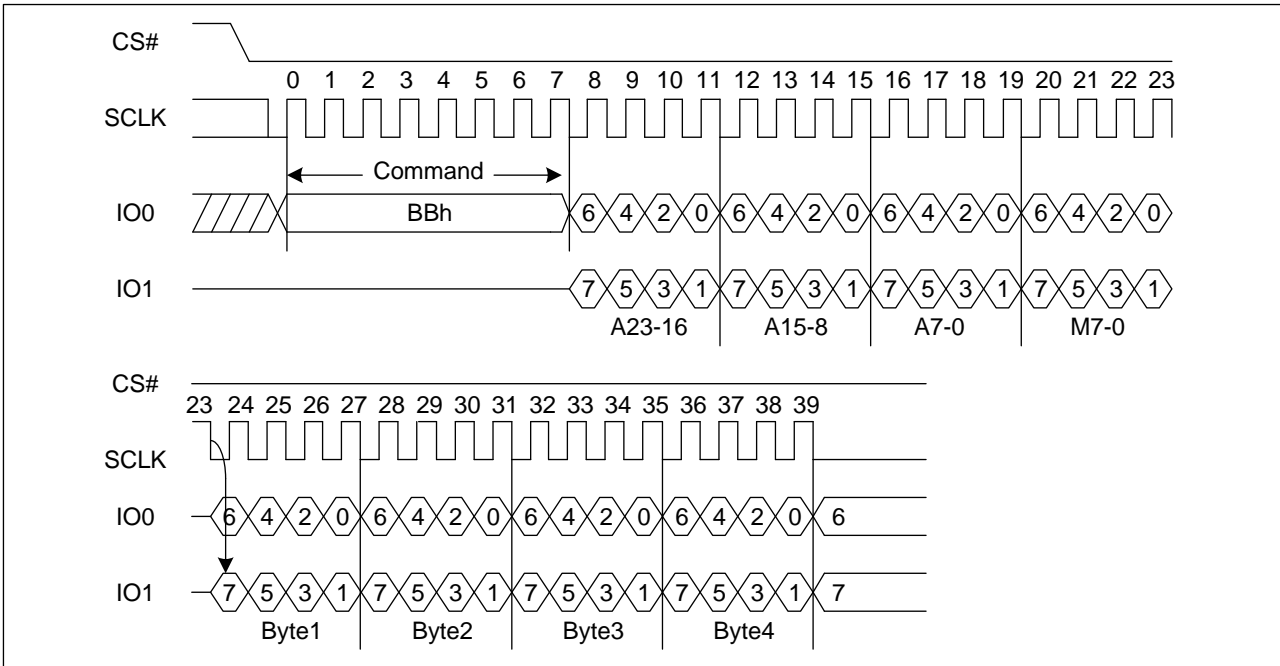 CS#
0 1 2 3 4 5 6 7 8 9 10 11 12 13 14 15 16 17 18 19 20 21 22 23
SCLK
Command
IO0 BBh 6 4 2 0 6 4 2 0 6 4 2 0 6 4 2 0
IO1 7 5 3 1 7 5 3 1 7 5 3 1 7 5 3 1
A23-16 A15-8 A7-0 M7-0
CS#
23 24 25 26 27 28 29 30 31 32 33 34 35 36 37 38 39
SCLK
IO0 6 4 2 0 6 4 2 0 6 4 2 0 6 4 2 0 6
IO1 7 5 3 1 7 5 3 1 7 5 3 1 7 5 3 1 7
Byte1 Byte2 Byte3 Byte4